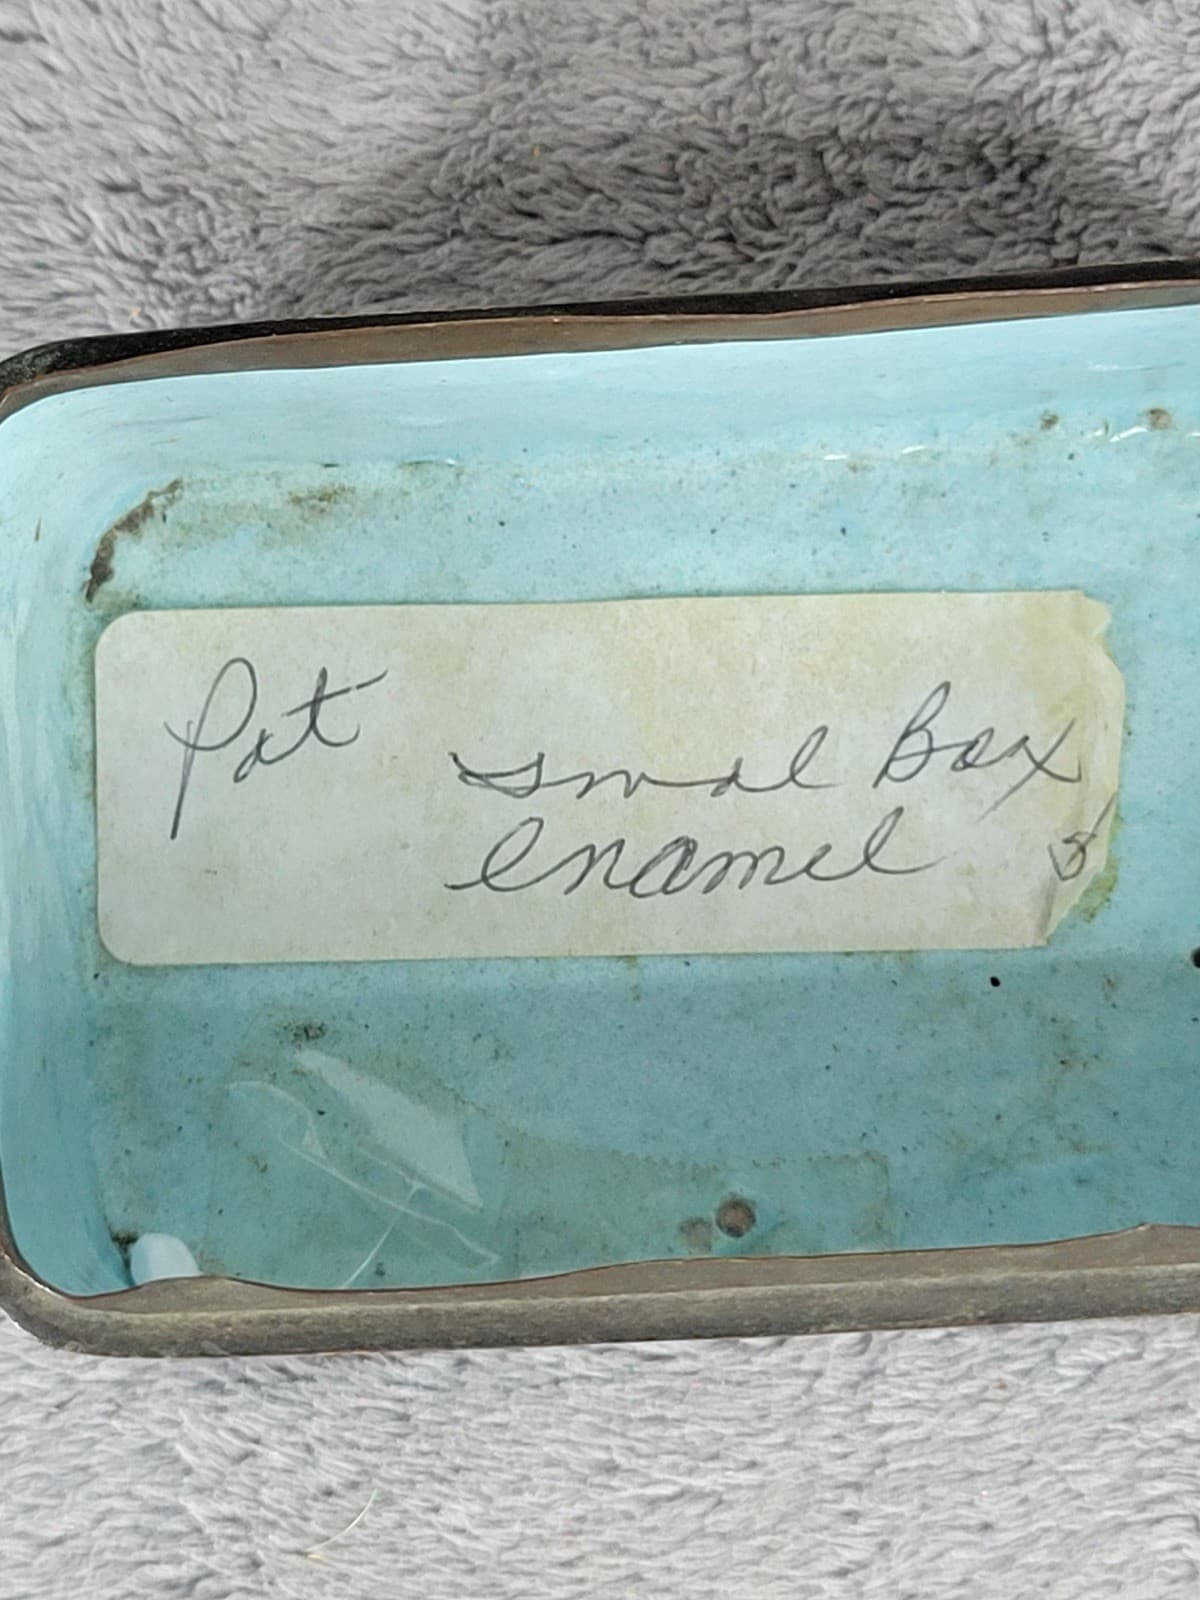 Pat
smal Box
enamel